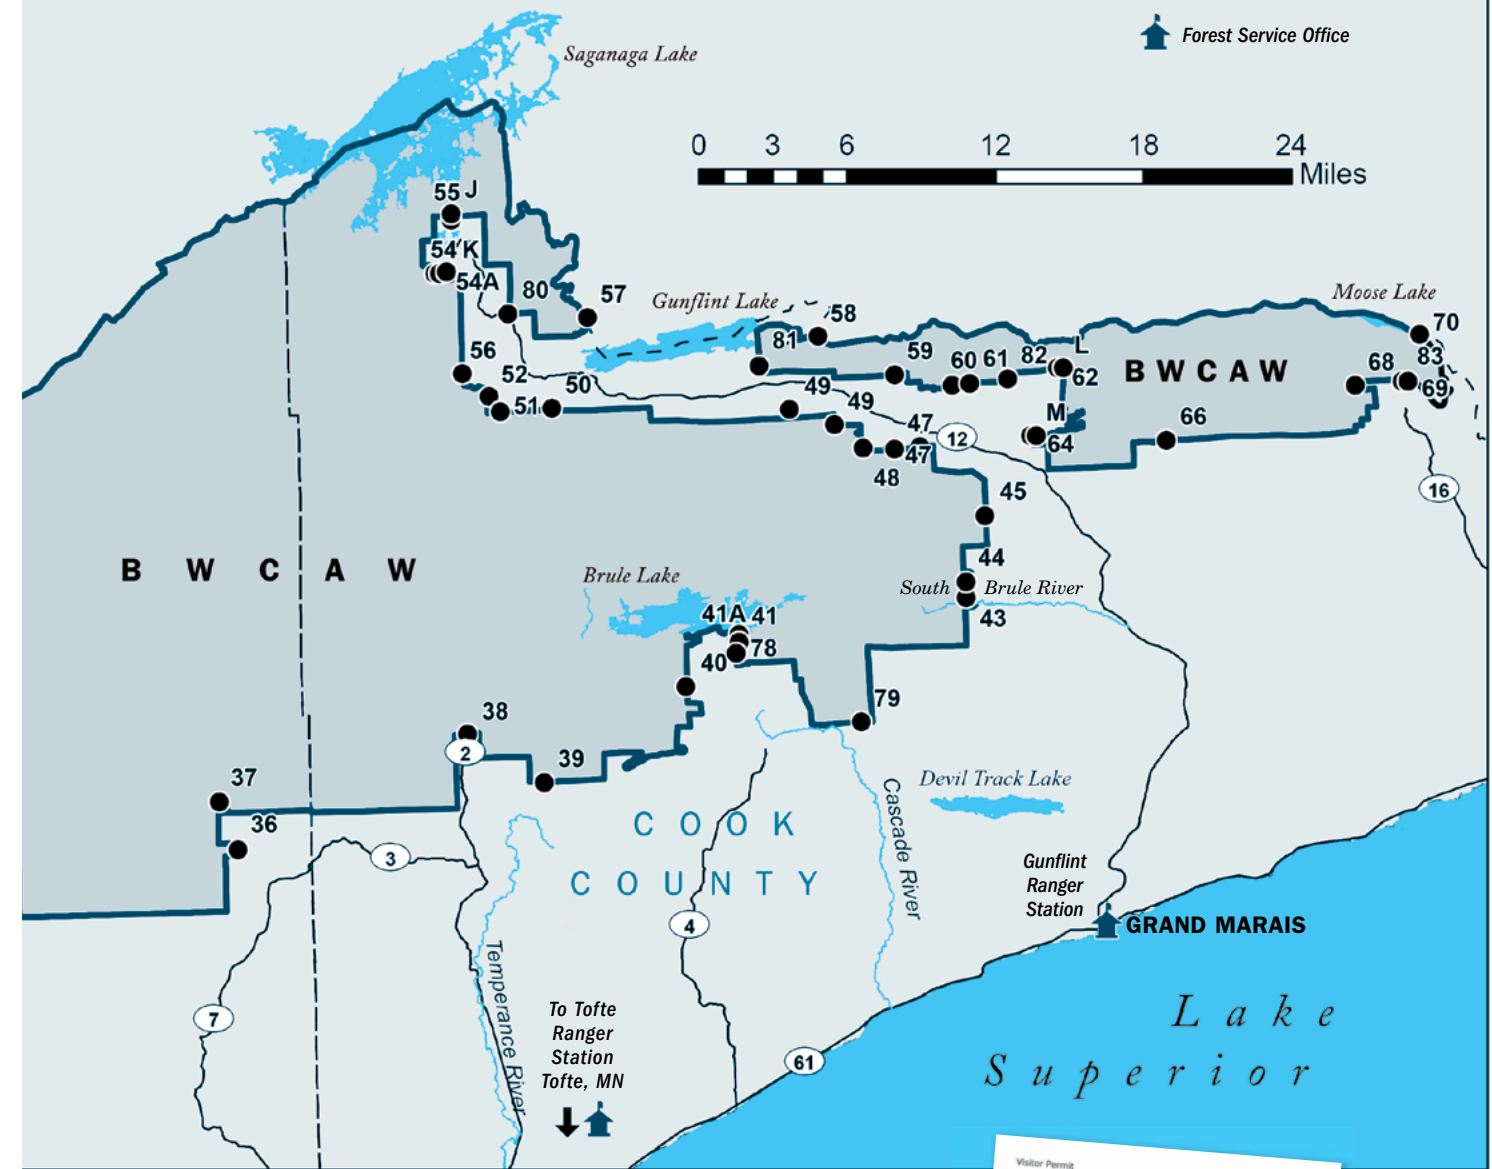 Forest Service Office
Saganaga Lake
0 3 6 12 18 24
Miles
55 J
54 K
54A
80
57
Gunflint Lake
58
81
59
60
61
82
L
62
Moose Lake
70
83
68
69
BWCAW
56
52
51
50
49
49
47
12
47
48
M
64
66
16
45
44
South Brule River
43
B W C A W
Brule Lake
41A 41
78
40
79
38
2
39
37
36
3
COOK
COUNTY
Devil Track Lake
Cascade River
4
Gunflint
Ranger
Station
GRAND MARAIS
Temperance River
7
To Tofte
Ranger
Station
Tofte, MN
61
Lake
Superior
Visitor Permit